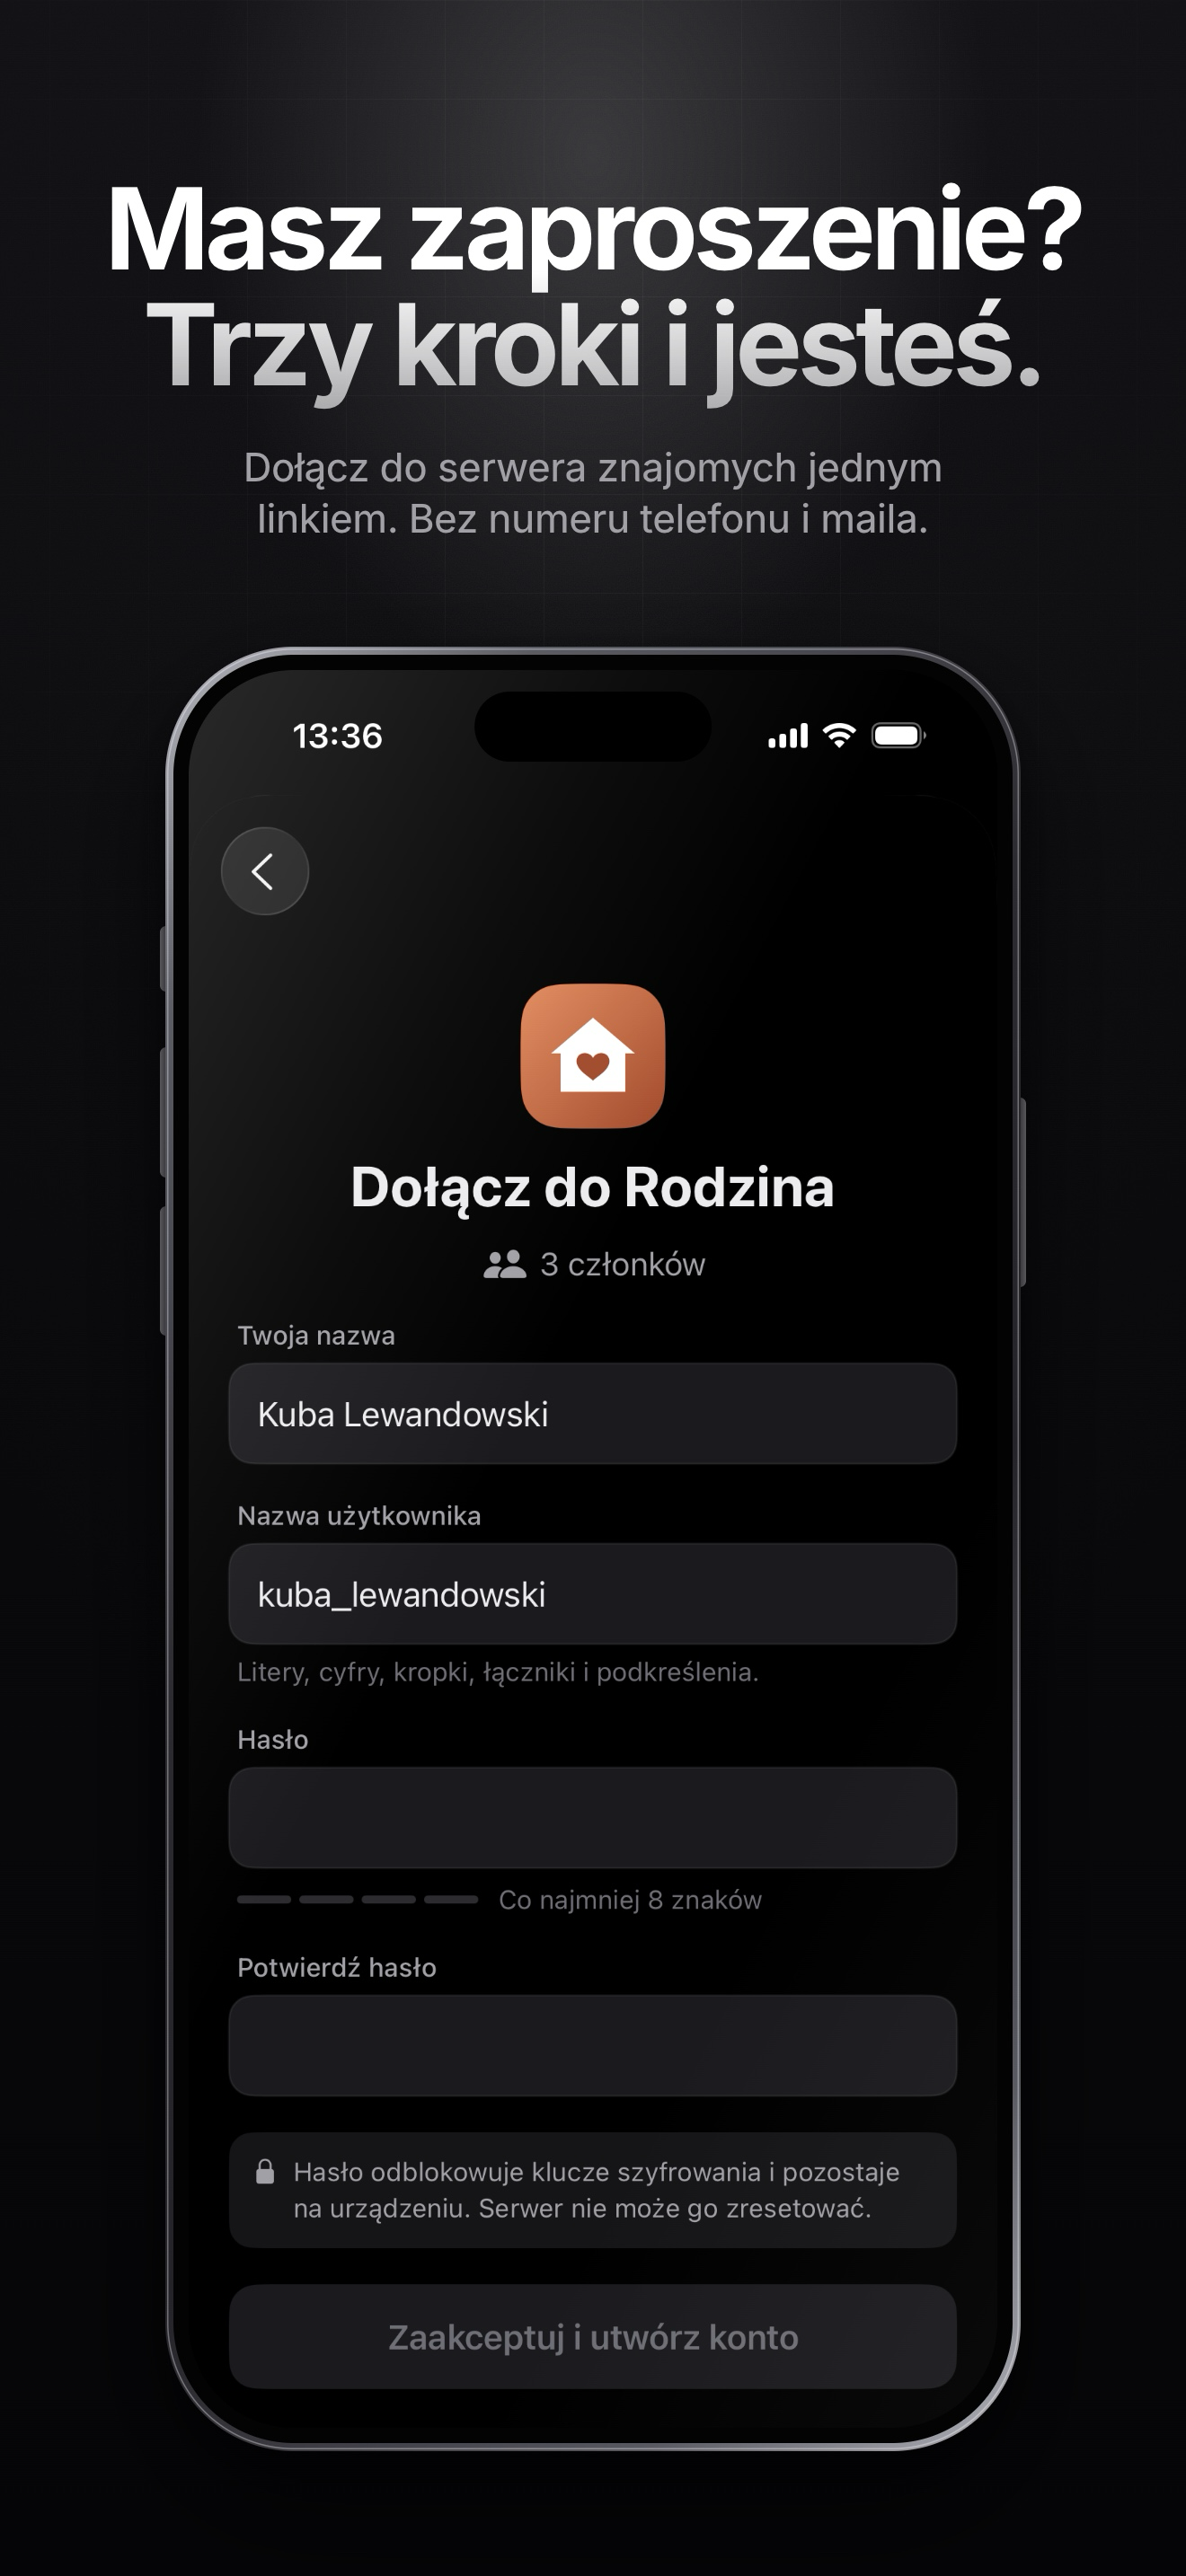 Masz zaproszenie?
Trzy kroki i jesteś.
Dołącz do serwera znajomych jednym
linkiem. Bez numeru telefonu i maila.
13:36
Dołącz do Rodzina
3 członków
Twoja nazwa
Kuba Lewandowski
Nazwa użytkownika
kuba_lewandowski
Litery, cyfry, kropki, łączniki i podkreślenia.
Hasło
Co najmniej 8 znaków
Potwierdź hasło
Hasło odblokowuje klucze szyfrowania i pozostaje
na urządzeniu. Serwer nie może go zresetować.
Zaakceptuj i utwórz konto